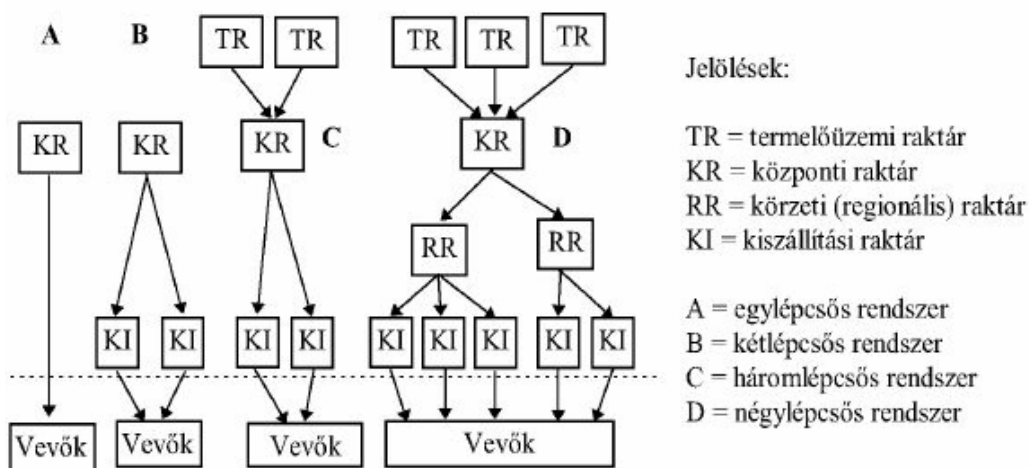 A B TR TR TR TR TR
KR KR KR C KR D
RR RR
KI KI KI KI KI KI KI KI KI
Vevők Vevők Vevők Vevők
Jelölések:
TR = termelőüzemi raktár
KR = központi raktár
RR = körzeti (regionális) raktár
KI = kiszállítási raktár
A = egylépcsős rendszer
B = kétlépcsős rendszer
C = háromlépcsős rendszer
D = négylépcsős rendszer